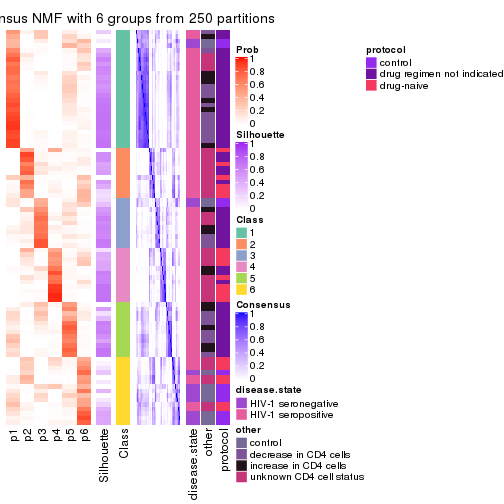 nsus NMF with 6 groups from 250 partitions
Prob
1
0.8
0.6
0.4
0.2
0
Silhouette
1
0.8
0.6
0.4
0.2
0
Class
1
2
3
4
5
6
Consensus
1
0.8
0.6
0.4
0.2
0
disease.state
HIV-1 seronegative
HIV-1 seropositive
other
control
decrease in CD4 cells
increase in CD4 cells
unknown CD4 cell status
protocol
control
drug regimen not indicated
drug-naive
p1
p2
p3
p4
p5
p6
Silhouette
Class
disease.state
other
protocol